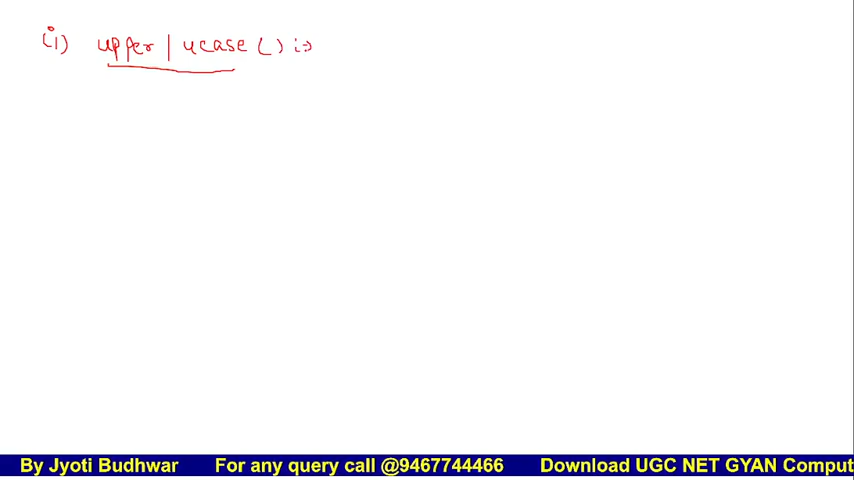 (i) upper | ucase ( ) :→
By Jyoti Budhwar For any query call @9467744466 Download UGC NET GYAN Comput